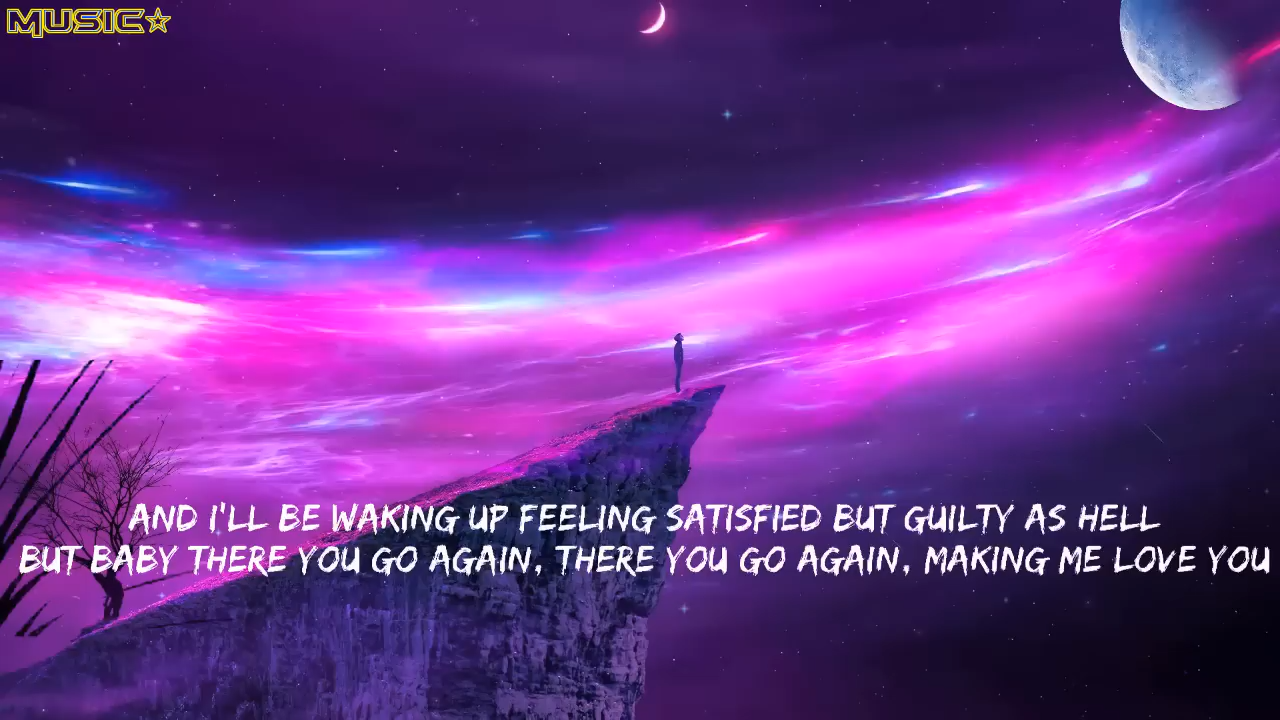 MUSIC☆
AND I'LL BE WAKING UP FEELING SATISFIED BUT GUILTY AS HELL
BUT BABY THERE YOU GO AGAIN, THERE YOU GO AGAIN, MAKING ME LOVE YOU